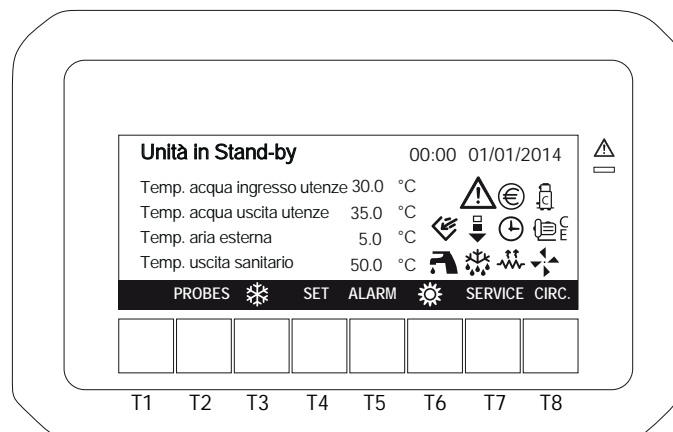 Unità in Stand-by 00:00 01/01/2014
Temp. acqua ingresso utenze 30.0 °C
Temp. acqua uscita utenze 35.0 °C
Temp. aria esterna 5.0 °C
Temp. uscita sanitario 50.0 °C
€ C
C
E
PROBES SET ALARM SERVICE CIRC.
T1 T2 T3 T4 T5 T6 T7 T8